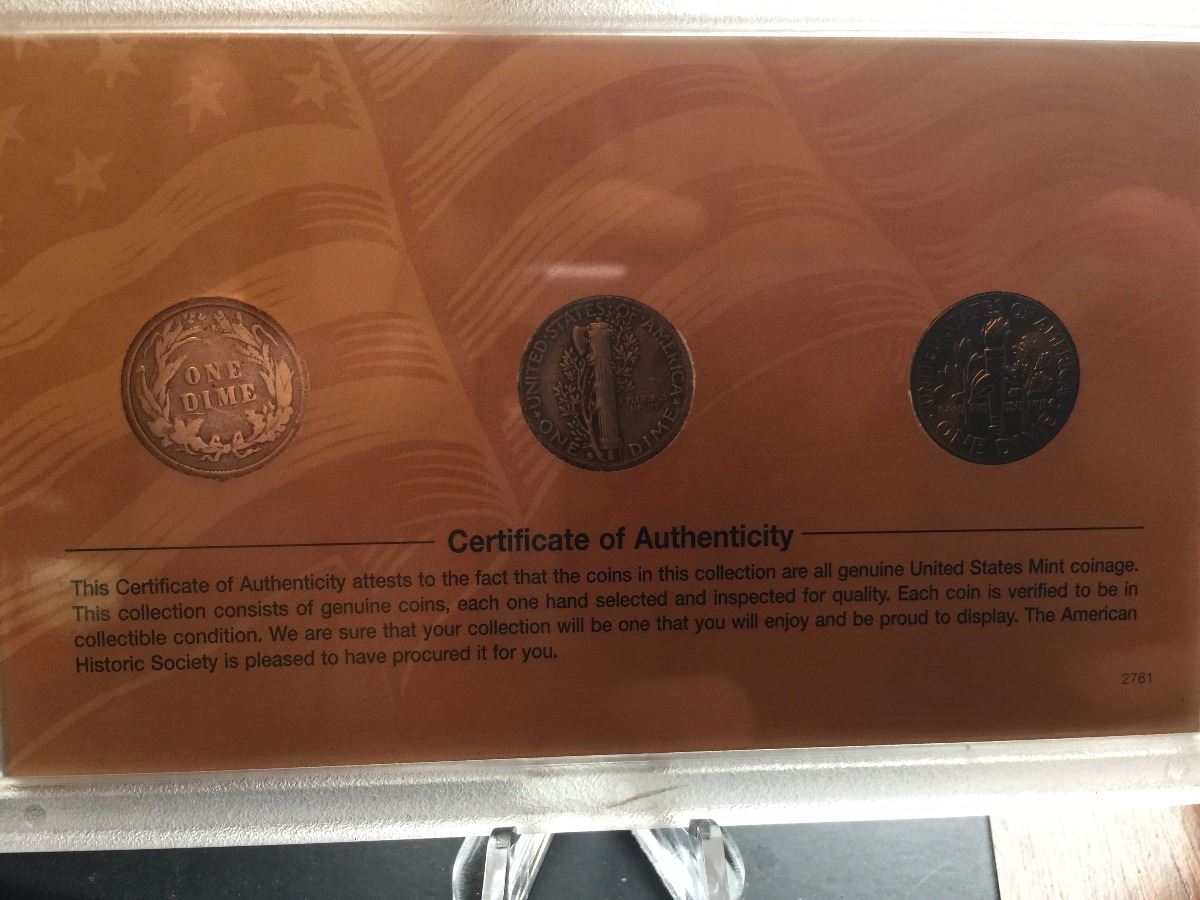 ONE
DIME
UNITED·STATES·OF·AMERICA
E PLURIBUS
UNUM
ONE DIME
UNITED STATES OF AMERICA
ONE DIME
Certificate of Authenticity
This Certificate of Authenticity attests to the fact that the coins in this collection are all genuine United States Mint coinage.
This collection consists of genuine coins, each one hand selected and inspected for quality. Each coin is verified to be in
collectible condition. We are sure that your collection will be one that you will enjoy and be proud to display. The American
Historic Society is pleased to have procured it for you.
2761